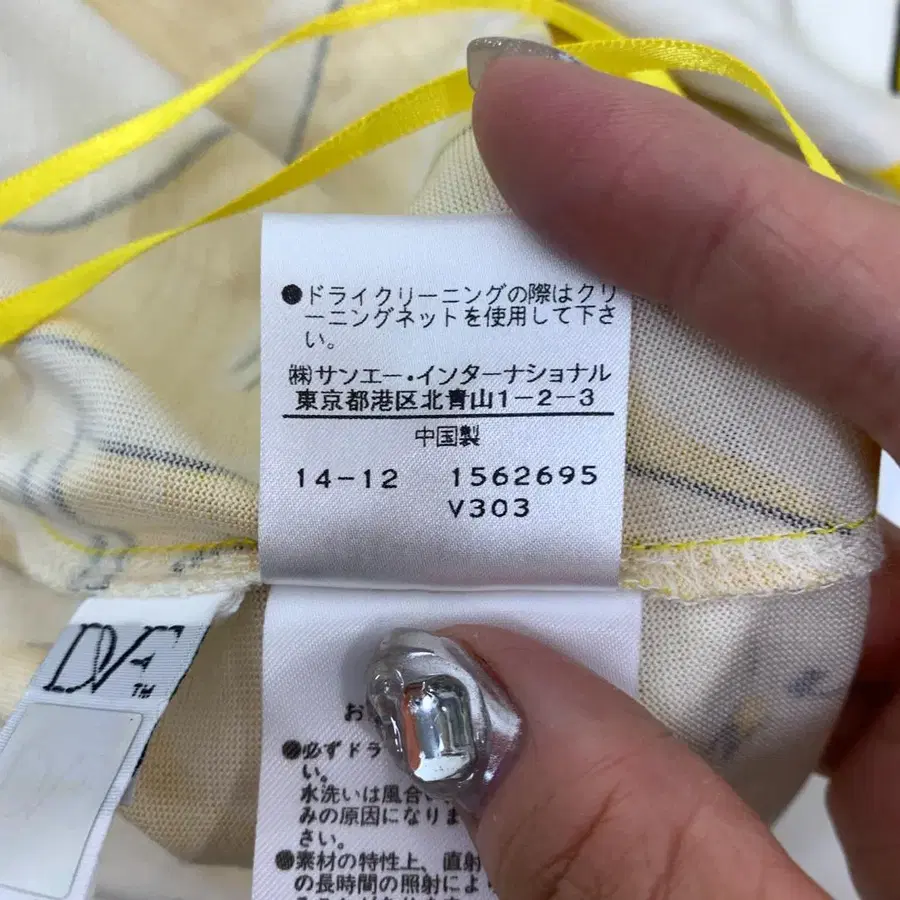 ●ドライクリーニングの際はクリ
ーニングネットを使用して下さ
い。
㈱サンエー・インターナショナル
東京都港区北青山1-2-3
中国製
14-12 1562695
V303
DVF™
お
●必ずドラ
い。
水洗いは風合い
みの原因になりま
さい。
●素材の特性上、直射
の長時間の照射によ